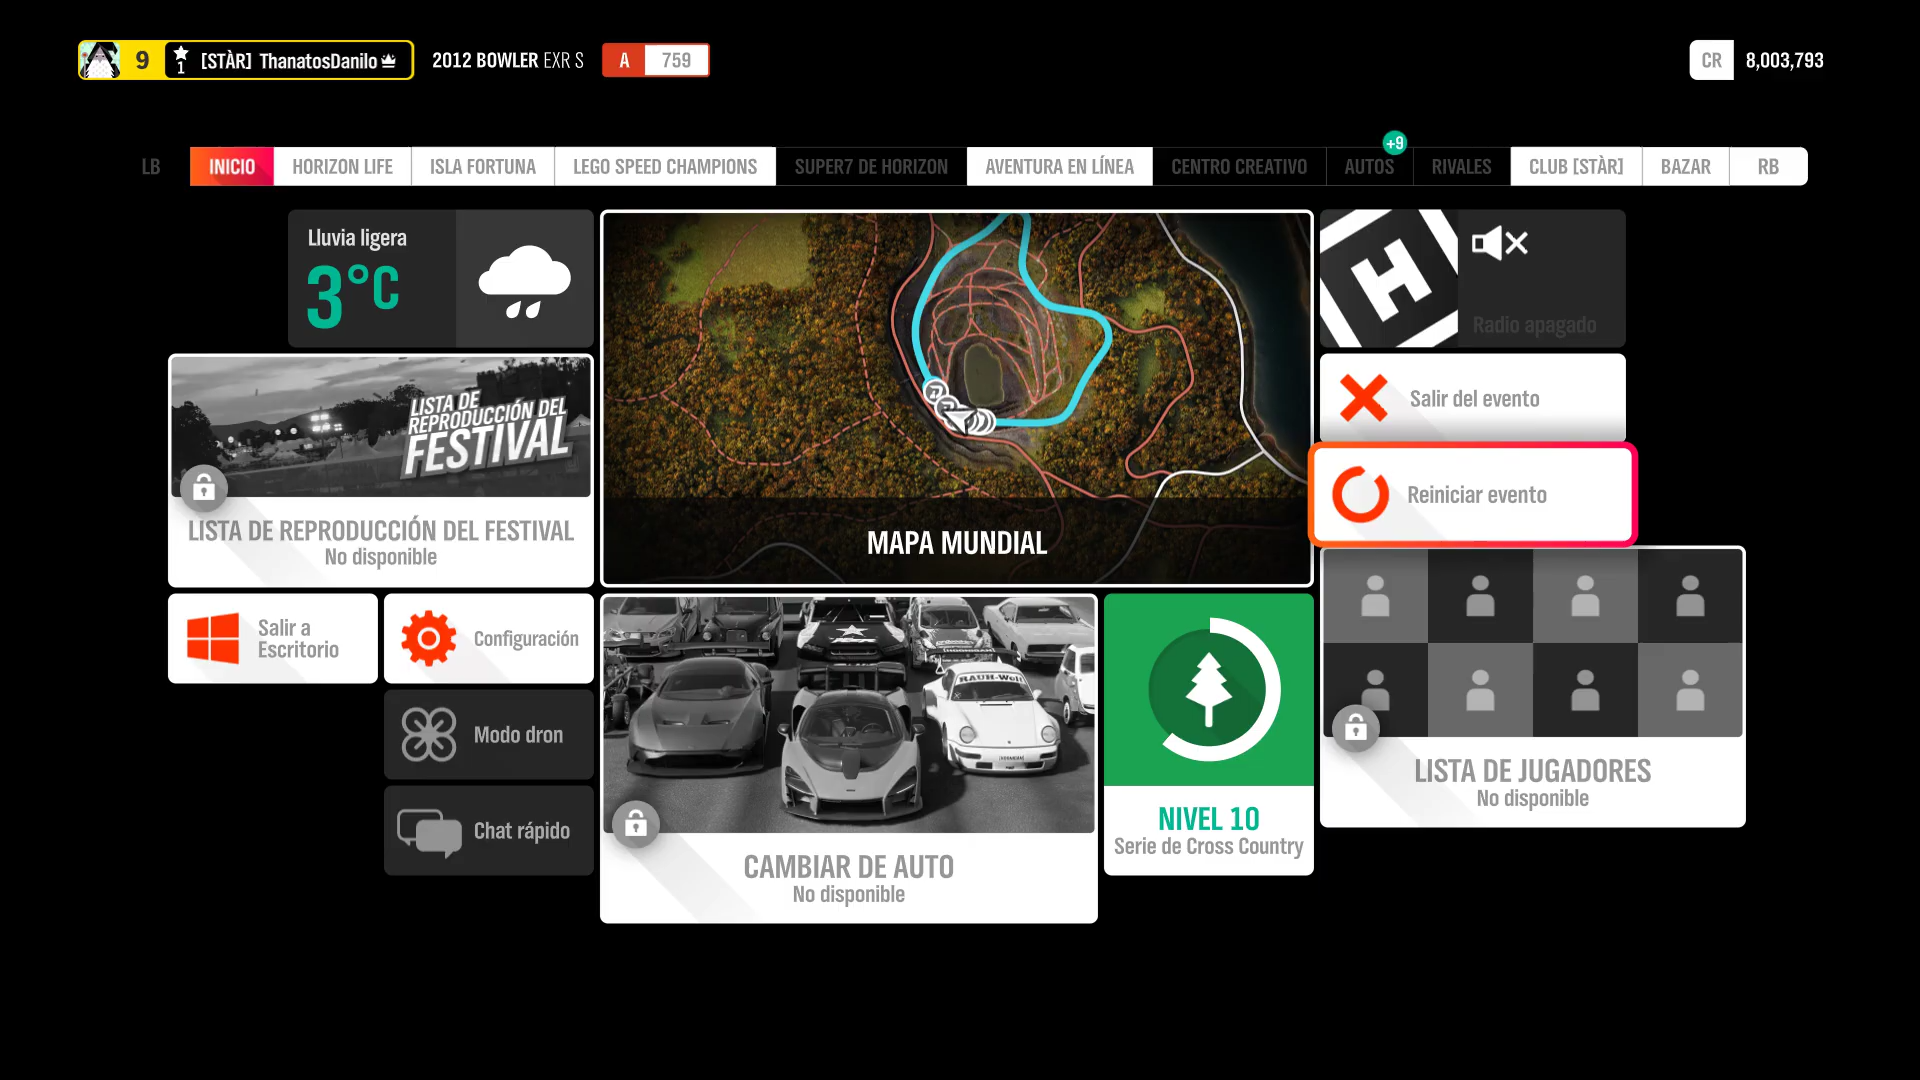 9
1
[STÀR] ThanatosDanilo
2012 BOWLER EXR S
A 759
CR 8,003,793
LB
INICIO
HORIZON LIFE
ISLA FORTUNA
LEGO SPEED CHAMPIONS
SUPER7 DE HORIZON
AVENTURA EN LÍNEA
CENTRO CREATIVO
AUTOS
+9
RIVALES
CLUB [STÀR]
BAZAR
RB
Lluvia ligera
3°C
LISTA DE
REPRODUCCIÓN DEL
FESTIVAL
LISTA DE REPRODUCCIÓN DEL FESTIVAL
No disponible
Salir a
Escritorio
Configuración
Modo dron
Chat rápido
MAPA MUNDIAL
RAUH-Welt
CAMBIAR DE AUTO
No disponible
NIVEL 10
Serie de Cross Country
H
Radio apagado
Salir del evento
Reiniciar evento
LISTA DE JUGADORES
No disponible